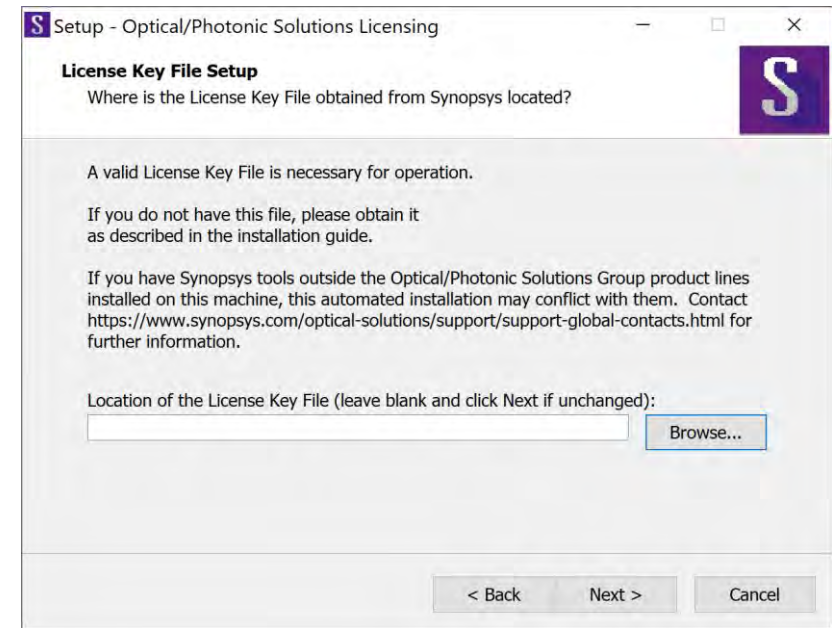 S Setup - Optical/Photonic Solutions Licensing
License Key File Setup
Where is the License Key File obtained from Synopsys located?
S
A valid License Key File is necessary for operation.
If you do not have this file, please obtain it
as described in the installation guide.
If you have Synopsys tools outside the Optical/Photonic Solutions Group product lines
installed on this machine, this automated installation may conflict with them.  Contact
https://www.synopsys.com/optical-solutions/support/support-global-contacts.html for
further information.
Location of the License Key File (leave blank and click Next if unchanged):
Browse...
< Back Next > Cancel